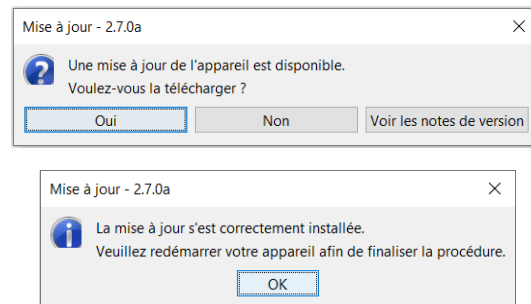 Mise à jour - 2.7.0a
Une mise à jour de l'appareil est disponible.
Voulez-vous la télécharger ?
Oui
Non
Voir les notes de version
Mise à jour - 2.7.0a
La mise à jour s'est correctement installée.
Veuillez redémarrer votre appareil afin de finaliser la procédure.
OK